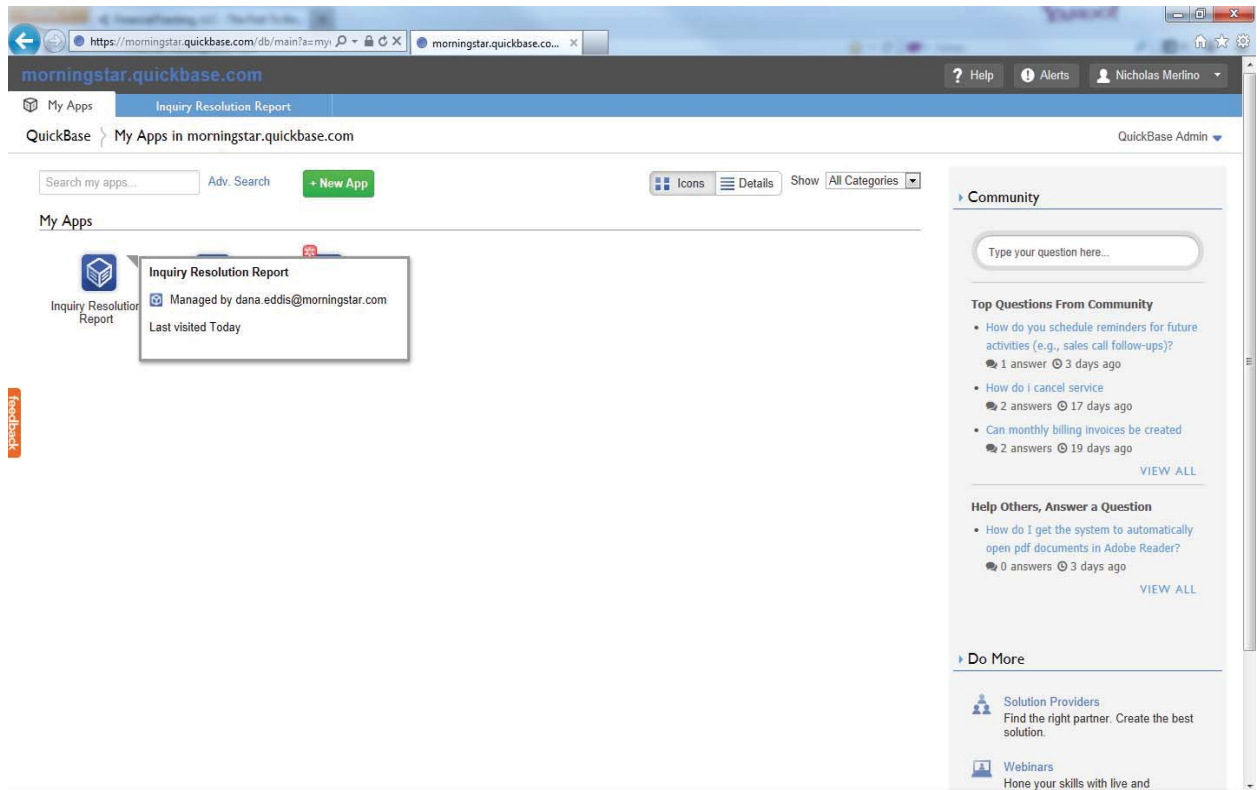 https://morningstar.quickbase.com/db/main?a=my
morningstar.quickbase.co...
morningstar.quickbase.com
? Help
Alerts
Nicholas Merlino
My Apps
Inquiry Resolution Report
QuickBase
My Apps in morningstar.quickbase.com
QuickBase Admin
Search my apps...
Adv. Search
+ New App
Icons
Details
Show
All Categories
My Apps
Inquiry Resolution
Report
Inquiry Resolution Report
Managed by dana.eddis@morningstar.com
Last visited Today
feedback
Community
Type your question here...
Top Questions From Community
• How do you schedule reminders for future
activities (e.g., sales call follow-ups)?
1 answer 3 days ago
• How do i cancel service
2 answers 17 days ago
• Can monthly billing invoices be created
2 answers 19 days ago
VIEW ALL
Help Others, Answer a Question
• How do I get the system to automatically
open pdf documents in Adobe Reader?
0 answers 3 days ago
VIEW ALL
Do More
Solution Providers
Find the right partner. Create the best
solution.
Webinars
Hone your skills with live and